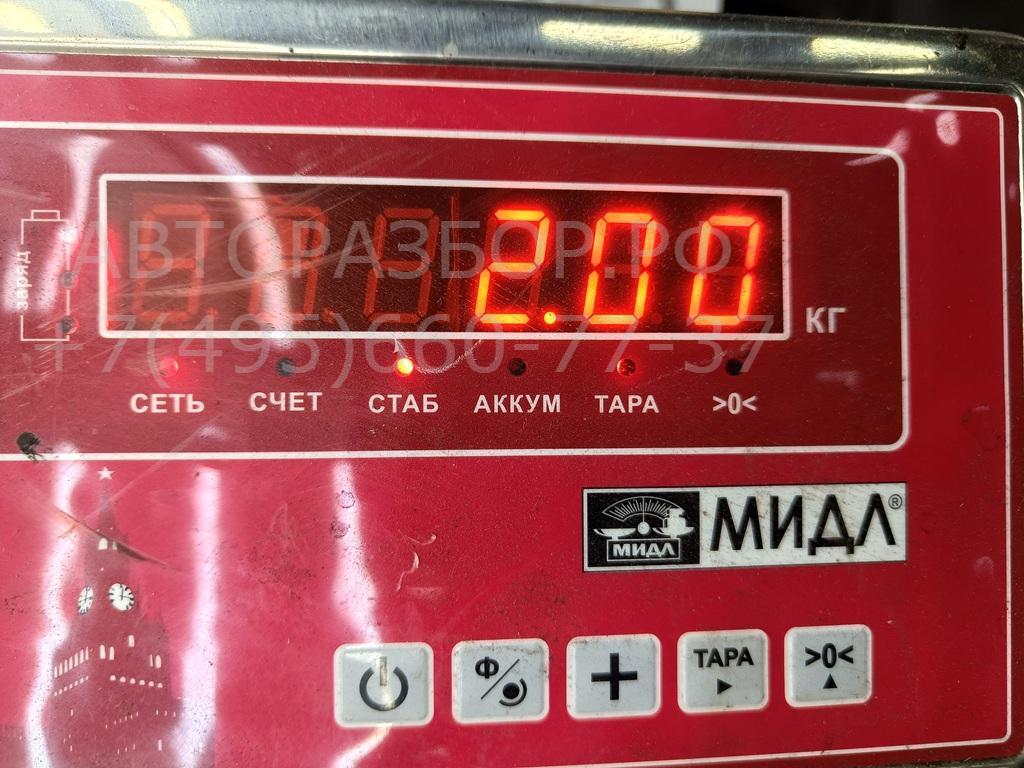 АВТОРАЗБОР.РФ
+7(495)660-77-37
заряд
2.00
КГ
СЕТЬ СЧЕТ СТАБ АККУМ ТАРА >0<
МИДЛ
МИДЛ®
Ф
+
ТАРА
>0<